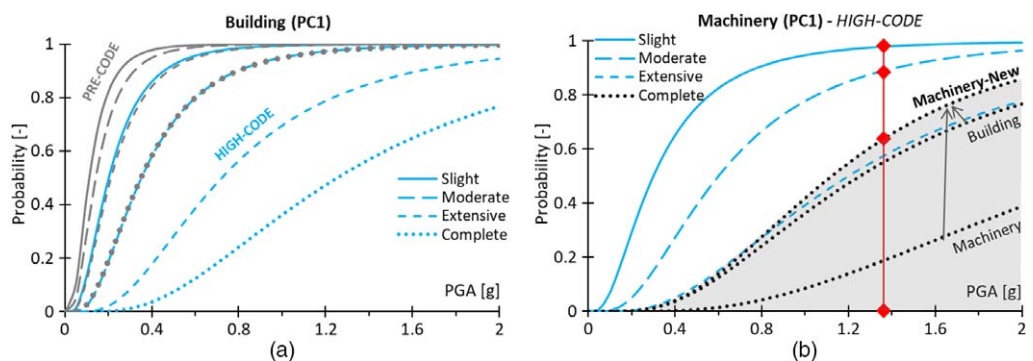 Building (PC1)
Probability [-]
1
0.8
0.6
0.4
0.2
0
PRE-CODE
HIGH-CODE
Slight
Moderate
Extensive
Complete
PGA [g]
0 0.4 0.8 1.2 1.6 2
(a)
Machinery (PC1) - HIGH-CODE
Probability [-]
1
0.8
0.6
0.4
0.2
0
Slight
Moderate
Extensive
Complete
Machinery-New
Building
Machinery
PGA [g]
0 0.4 0.8 1.2 1.6 2
(b)